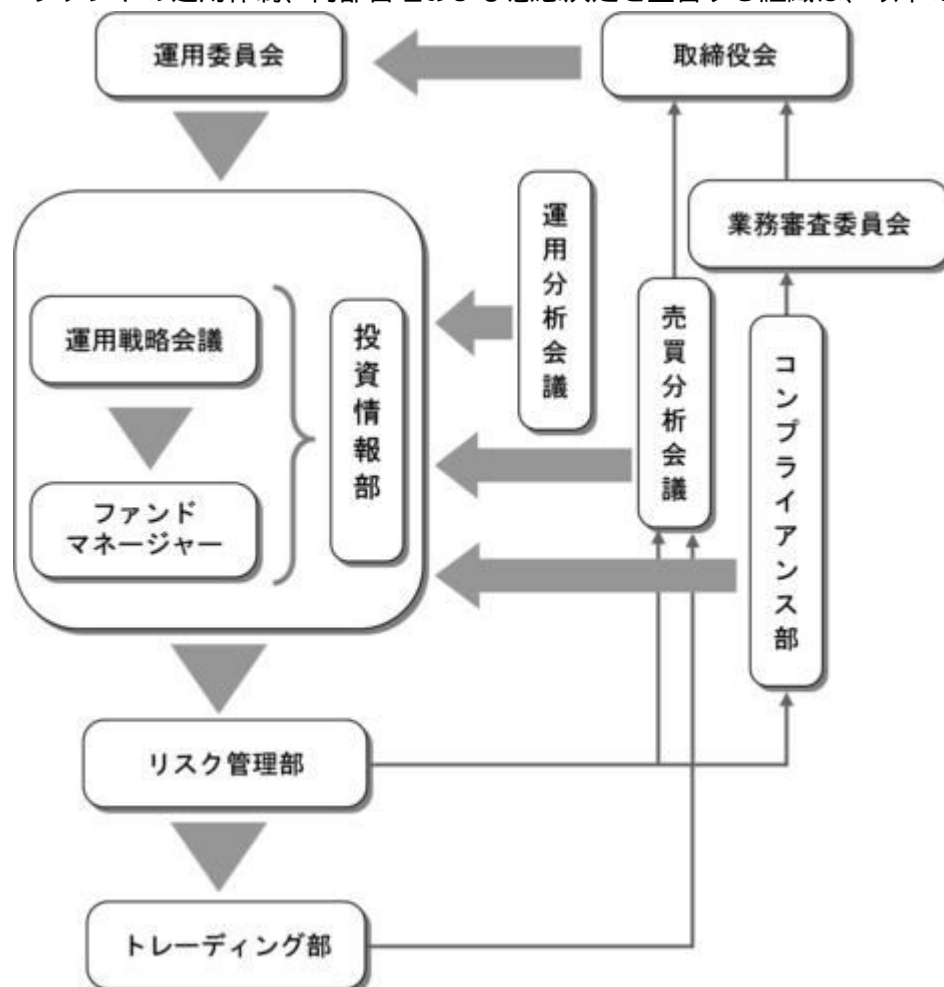 運用委員会
取締役会
業務審査委員会
運用分析会議
売買分析会議
コンプライアンス部
運用戦略会議
投資情報部
ファンド
マネージャー
リスク管理部
トレーディング部